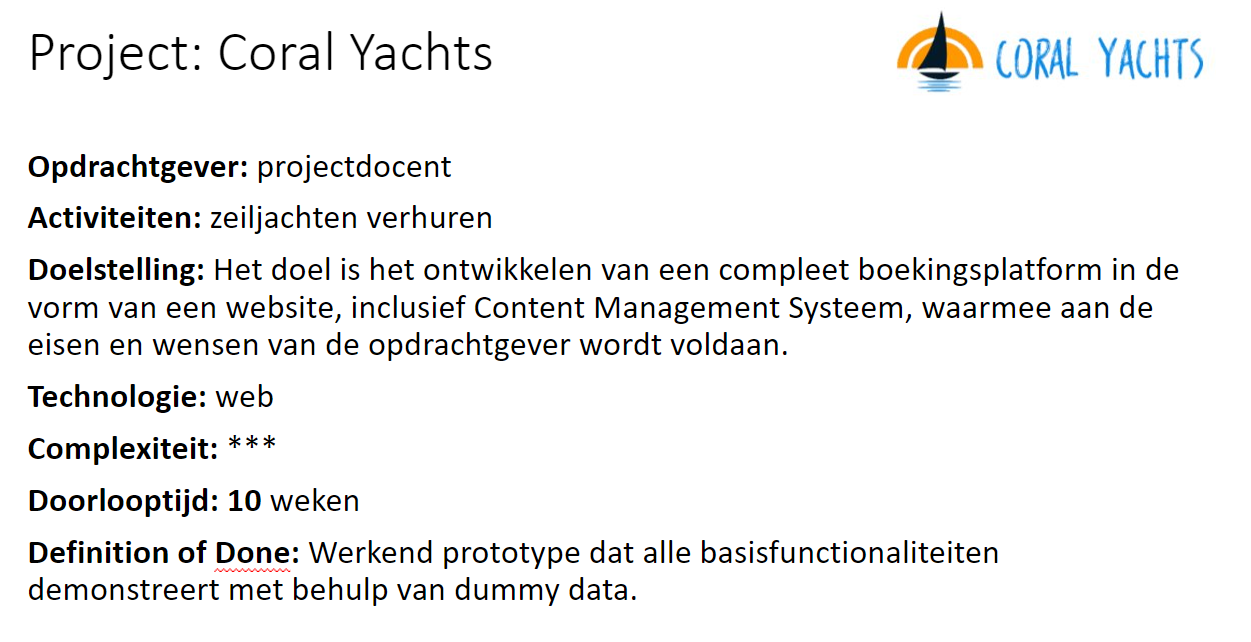 Project: Coral Yachts
CORAL YACHTS
Opdrachtgever: projectdocent
Activiteiten: zeiljachten verhuren
Doelstelling: Het doel is het ontwikkelen van een compleet boekingsplatform in de
vorm van een website, inclusief Content Management Systeem, waarmee aan de
eisen en wensen van de opdrachtgever wordt voldaan.
Technologie: web
Complexiteit: ***
Doorlooptijd: 10 weken
Definition of Done: Werkend prototype dat alle basisfunctionaliteiten
demonstreert met behulp van dummy data.